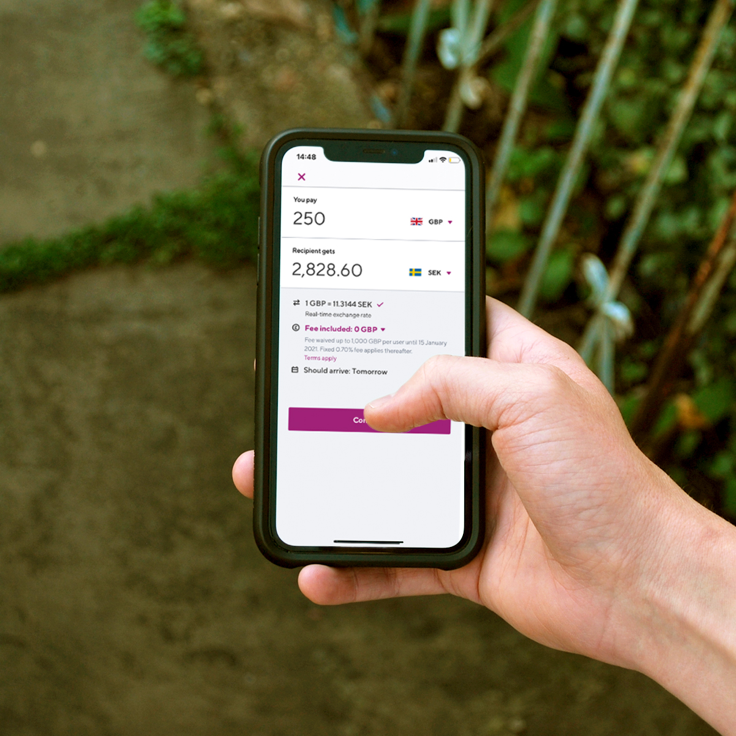 14:48
You pay
250 GBP
Recipient gets
2,828.60 SEK
1 GBP = 11.3144 SEK
Real-time exchange rate
Fee included: 0 GBP
Fee waived up to 1,000 GBP per user until 15 January
2021. Fixed 0.70% fee applies thereafter.
Terms apply
Should arrive: Tomorrow